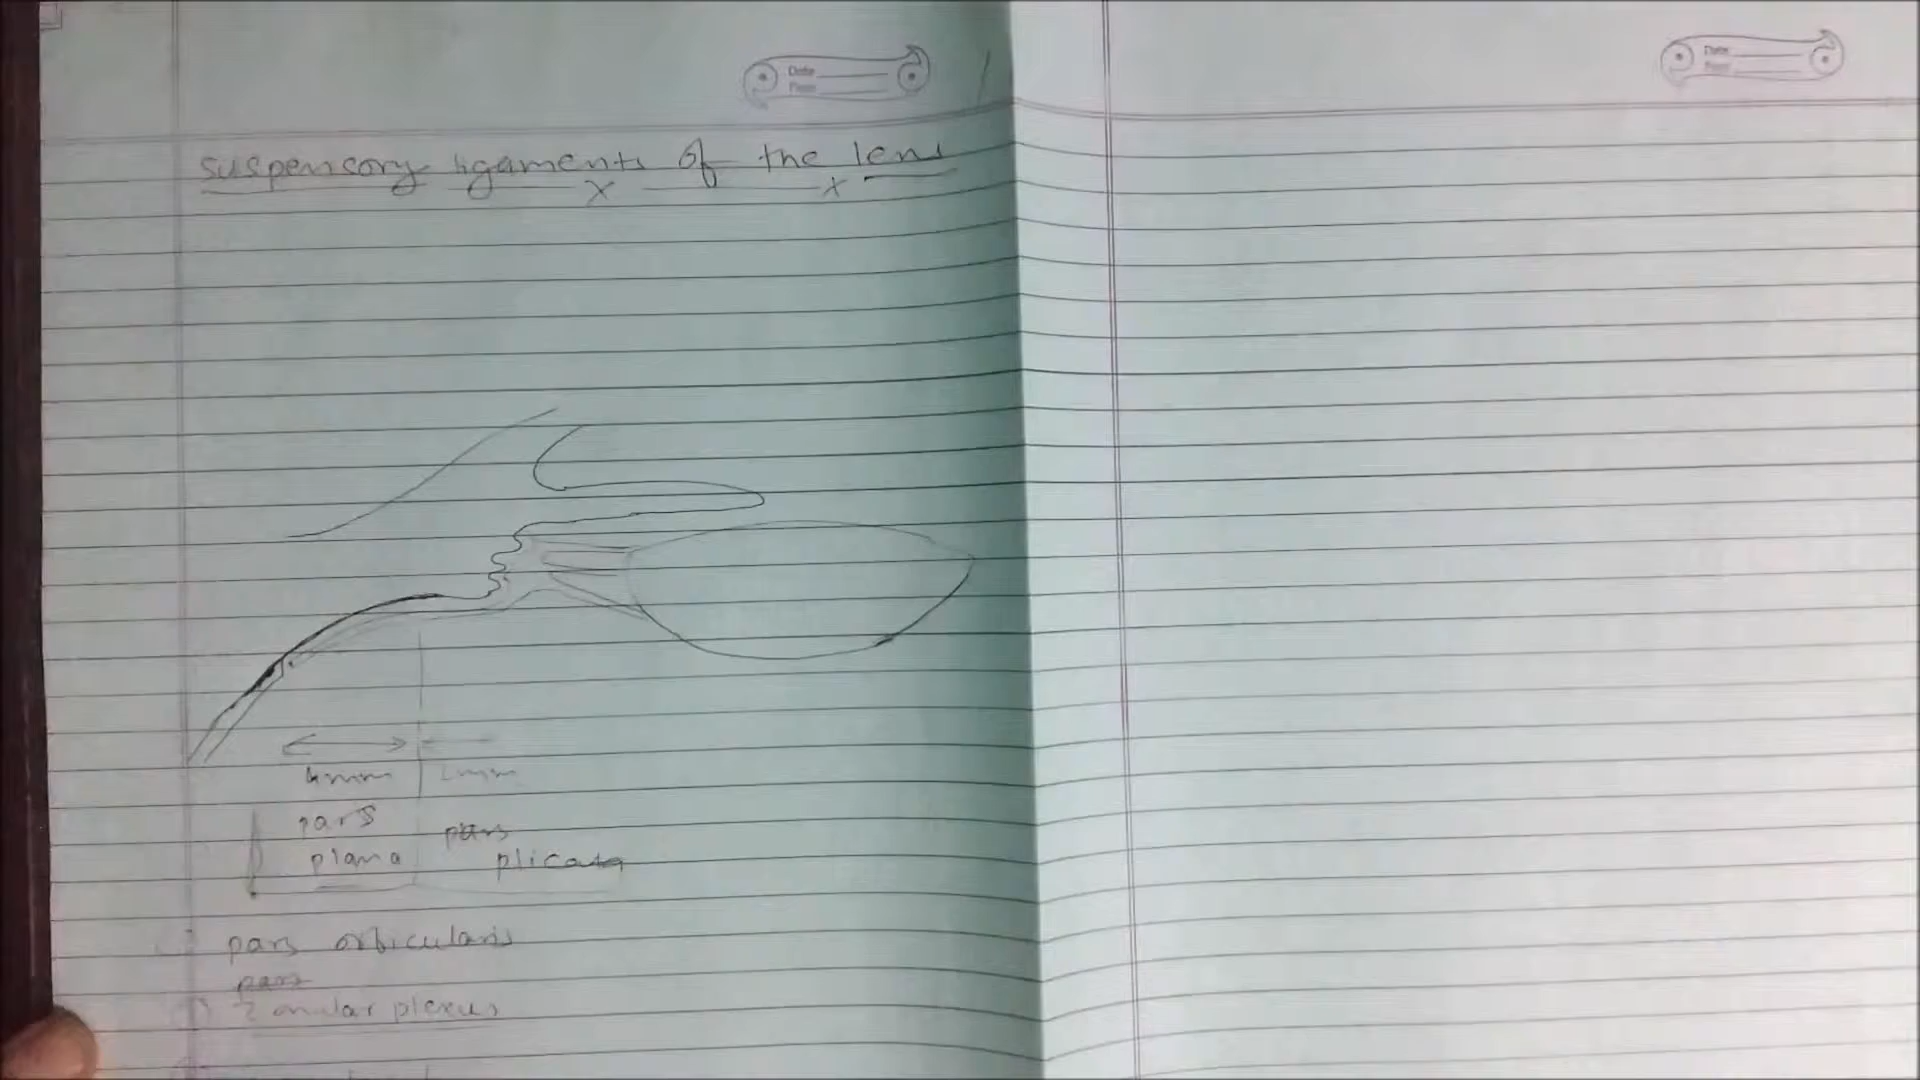 Date
Page
Date
Page
suspensory ligaments of the lens
x x
4mm 2mm
pars
plana
pars
plicata
pars orbicularis
pars
zonular plexus